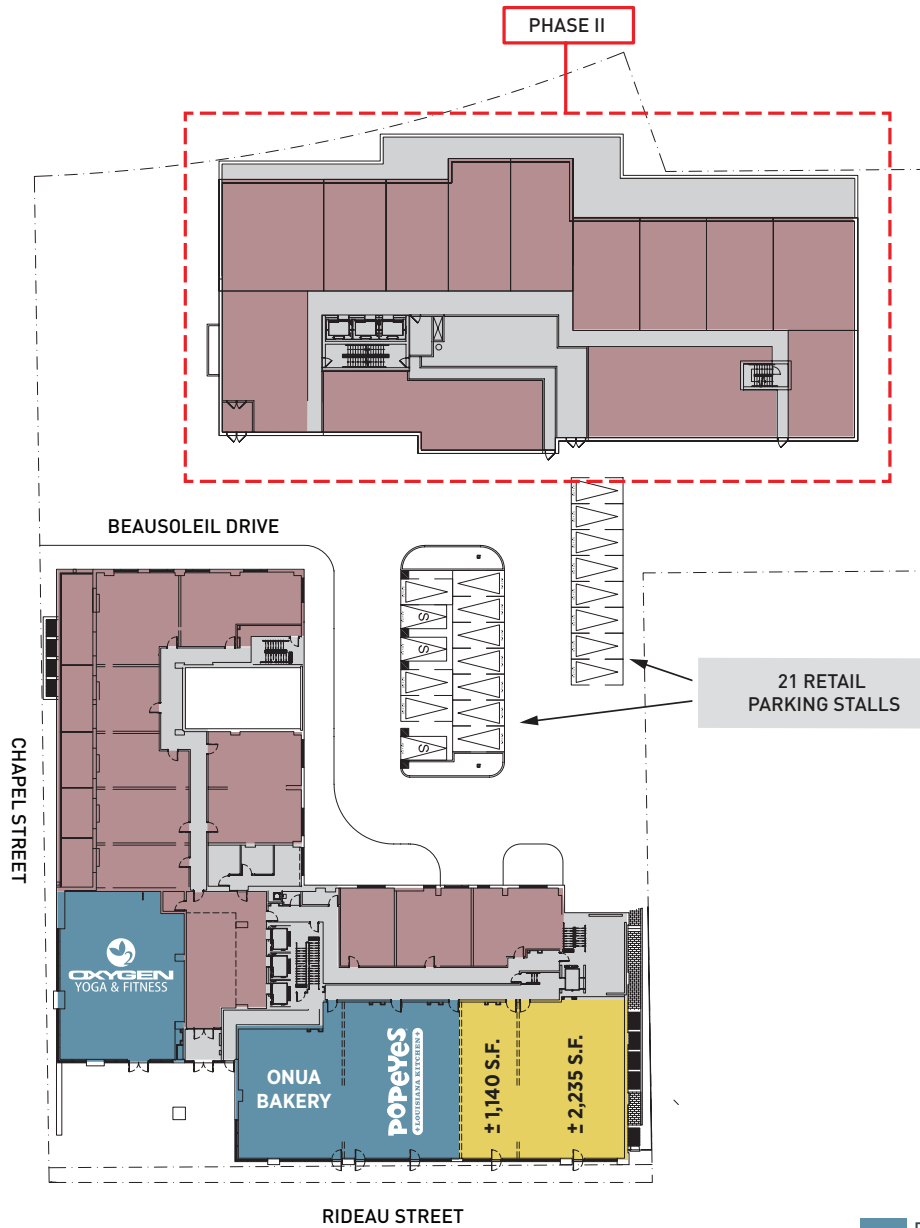 PHASE II
BEAUSOLEIL DRIVE
21 RETAIL
PARKING STALLS
S
S
S
CHAPEL STREET
OXYGEN
YOGA & FITNESS
ONUA
BAKERY
POPEYES
LOUISIANA KITCHEN
± 1,140 S.F.
± 2,235 S.F.
RIDEAU STREET